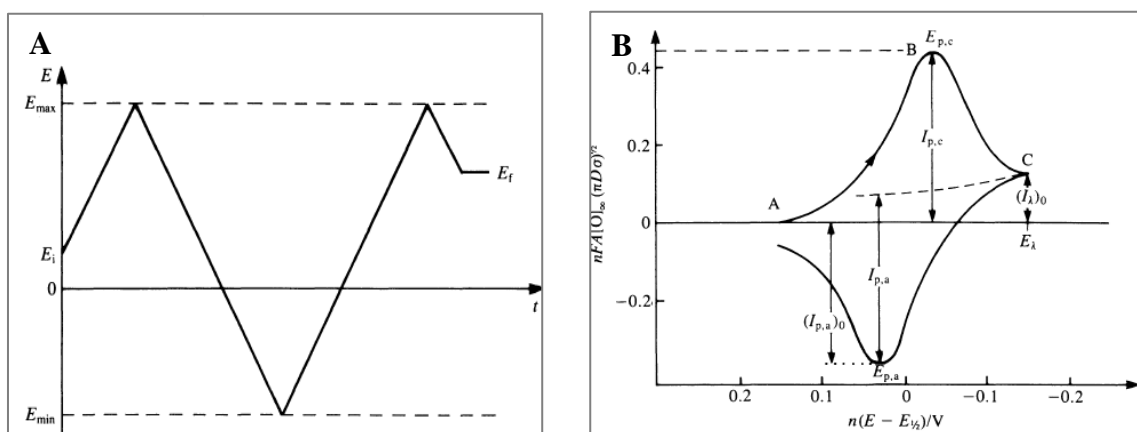 A
E
E_max
E_f
E_i
0
t
E_min
B
B
E_p,c
0.4
I_p,c
0.2
C
A
(I_λ)_0
0
E_λ
I_p,a
-0.2
(I_p,a)_0
E_p,a
nFA[O]_∞ (πDσ)^½
0.2 0.1 0 -0.1 -0.2
n(E − E_½)/V